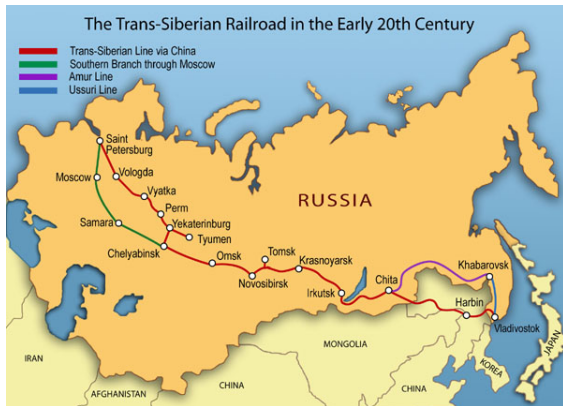 The Trans-Siberian Railroad in the Early 20th Century
Trans-Siberian Line via China
Southern Branch through Moscow
Amur Line
Ussuri Line
Saint
Petersburg
Moscow
Vologda
Vyatka
Perm
Samara
Yekaterinburg
Tyumen
Chelyabinsk
Omsk
Tomsk
Novosibirsk
Krasnoyarsk
Irkutsk
Chita
Khabarovsk
Harbin
Vladivostok
RUSSIA
IRAN
AFGHANISTAN
CHINA
MONGOLIA
CHINA
KOREA
JAPAN